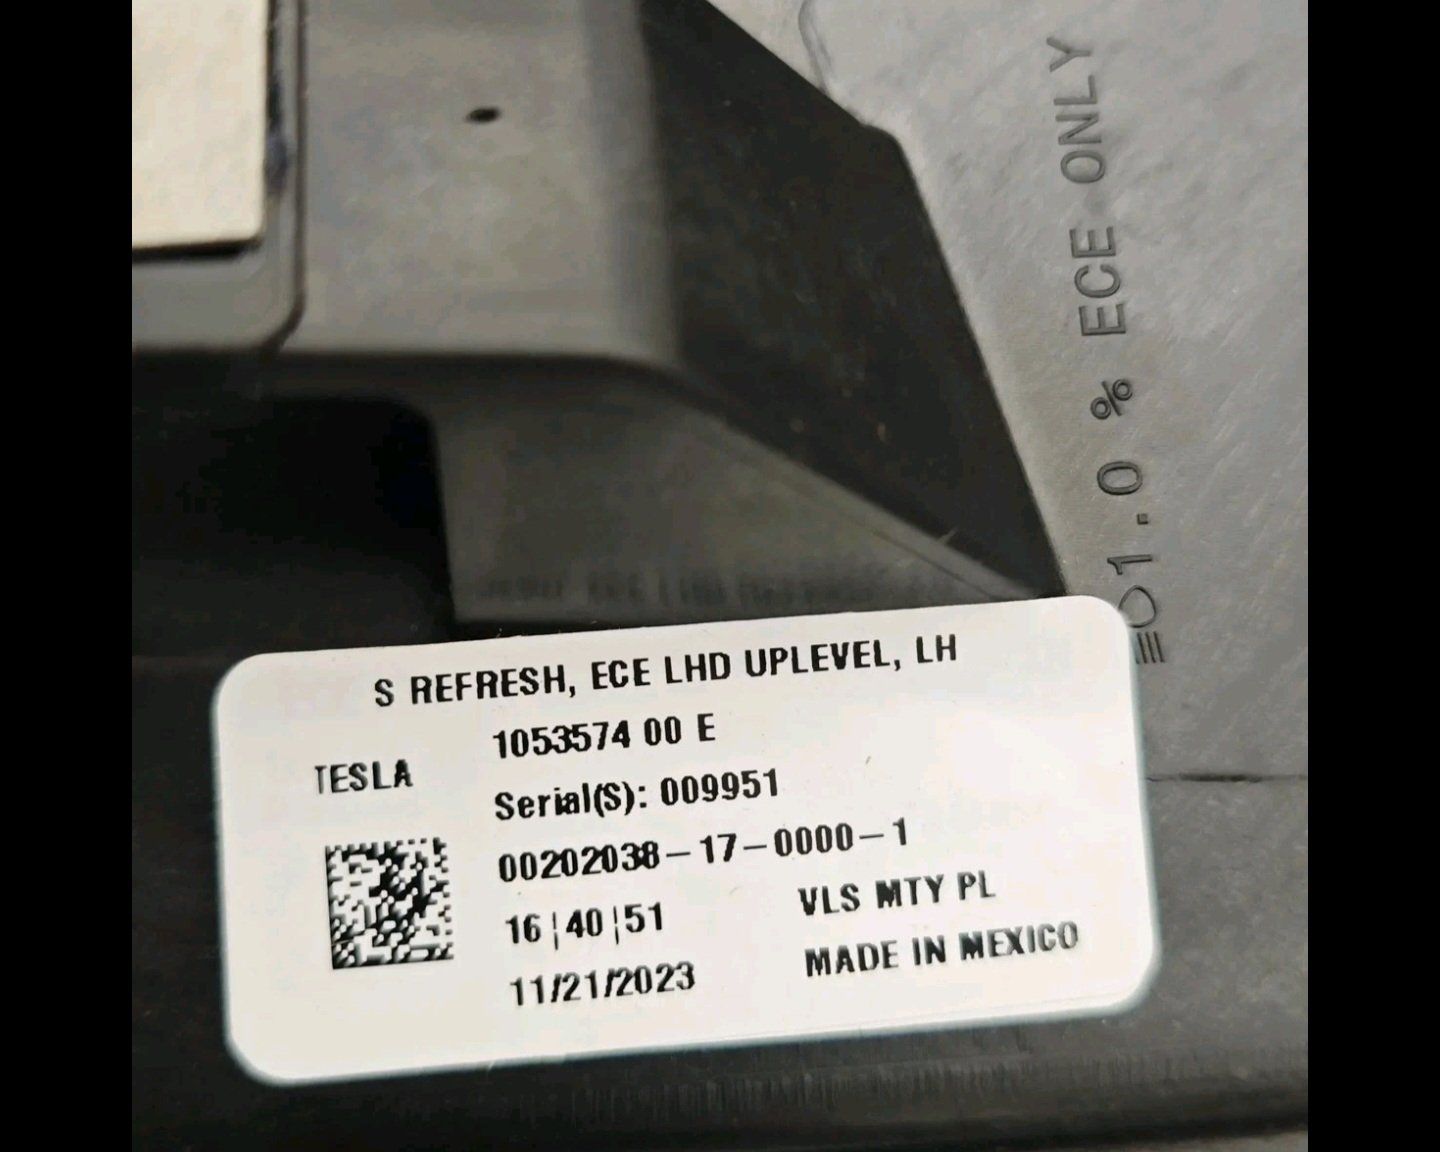 1.0 % ECE ONLY
S REFRESH, ECE LHD UPLEVEL, LH
1053574 00 E
TESLA
Serial(S): 009951
00202038-17-0000-1
16¦40¦51
VLS MTY PL
11/21/2023
MADE IN MEXICO